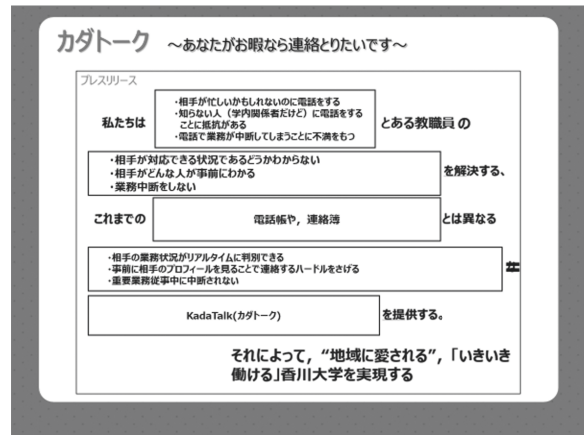 カダトーク ～あなたがお暇なら連絡とりたいです～
プレスリリース
私たちは
・相手が忙しいかもしれないのに電話をする
・知らない人（学内関係者だけど）に電話をする
ことに抵抗がある
・電話で業務が中断してしまうことに不満をもつ
とある教職員 の
・相手が対応できる状況であるどうかわからない
・相手がどんな人が事前にわかる
・業務中断をしない
を解決する、
これまでの
電話帳や，連絡簿
とは異なる
・相手の業務状況がリアルタイムに判別できる
・事前に相手のプロフィールを見ることで連絡するハードルをさげる
・重要業務従事中に中断されない
KadaTalk(カダトーク)
を提供する。
それによって，“地域に愛される”，「いきいき
働ける」香川大学を実現する